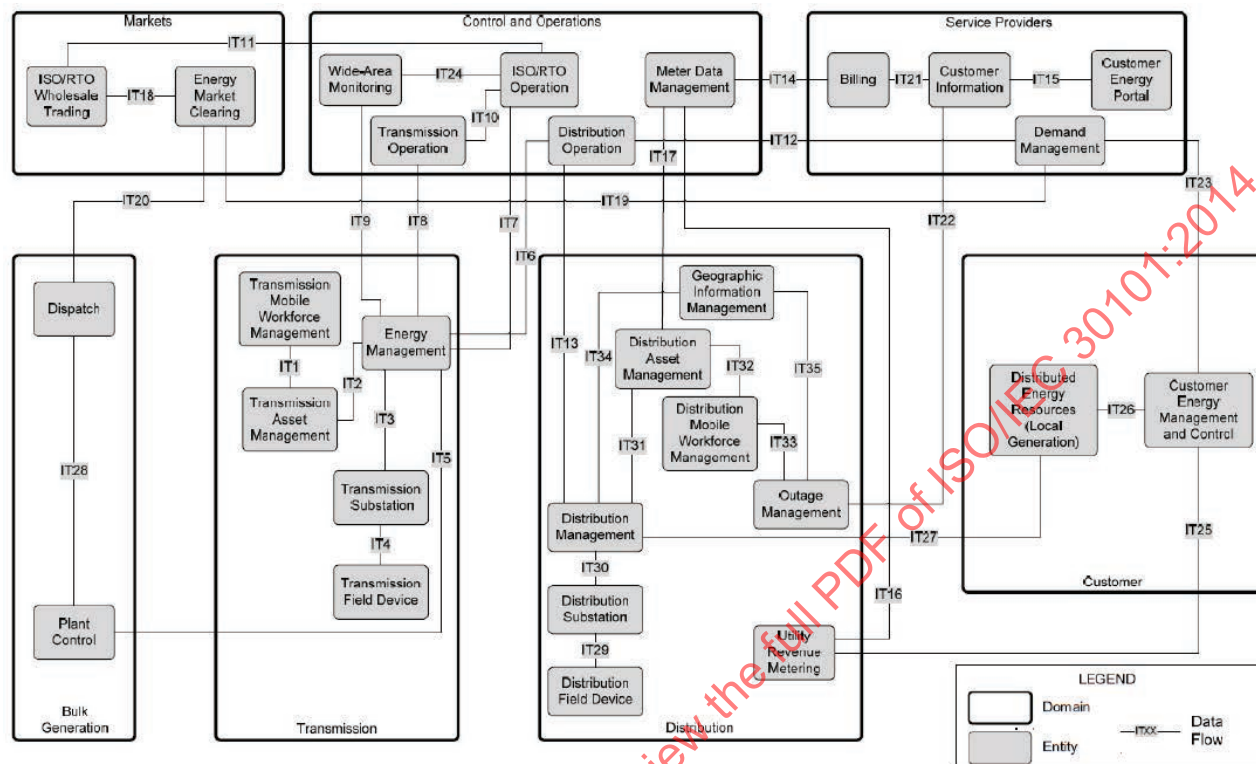 Markets
Control and Operations
Service Providers
IT11
ISO/RTO
Wholesale
Trading
IT18
Energy
Market
Clearing
Wide-Area
Monitoring
IT24
ISO/RTO
Operation
IT10
Transmission
Operation
Meter Data
Management
Distribution
Operation
IT17
IT14
IT12
Billing
IT21
Customer
Information
IT15
Customer
Energy
Portal
Demand
Management
IT20
IT9
IT8
IT7
IT6
IT19
IT22
IT23
Dispatch
IT28
Plant
Control
Bulk
Generation
Transmission
Mobile
Workforce
Management
IT1
IT2
Transmission
Asset
Management
Energy
Management
IT3
IT5
Transmission
Substation
IT4
Transmission
Field Device
Transmission
Geographic
Information
Management
IT13
IT34
Distribution
Asset
Management
IT32
IT35
Distribution
Mobile
Workforce
Management
IT31
IT33
Outage
Management
Distribution
Management
IT30
Distribution
Substation
IT29
Distribution
Field Device
Utility
Revenue
Metering
IT16
Distribution
Distributed
Energy
Resources
(Local
Generation)
IT26
Customer
Energy
Management
and Control
IT27
IT25
Customer
LEGEND
Domain
Entity
ITXX
Data
Flow
view the full PDF of ISO/IEC 30101:2014